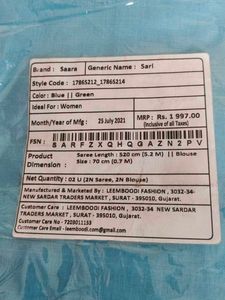 Brand : Saara Generic Name : Sari
Style Code : 17865212_17865214
Color : Blue || Green
Ideal For : Women
Month/Year of Mfg : 25 July 2021
MRP : Rs. 1 997.00
(Inclusive of all Taxes)
FSN : SARFZXQHQGAZN2PV
Product Dimension : Saree Length = 520 cm (5.2 M) || Blouse Size : 70 cm (0.7 M)
Net Qty. : 02 U (2N Saree, 2N Blouse)
Manufactured & Marketed By : LEEMBOODI FASHION , 3032-34 NEW SARDAR TRADERS MARKET , SURAT - 395010, Gujarat.
Customer Care : LEEMBOODI FASHION , 3032-34 NEW SARDAR TRADERS MARKET , SURAT - 395010, Gujarat.
Customer Care No : 7203011153
Customer Care Email - leemboodi@gmail.com